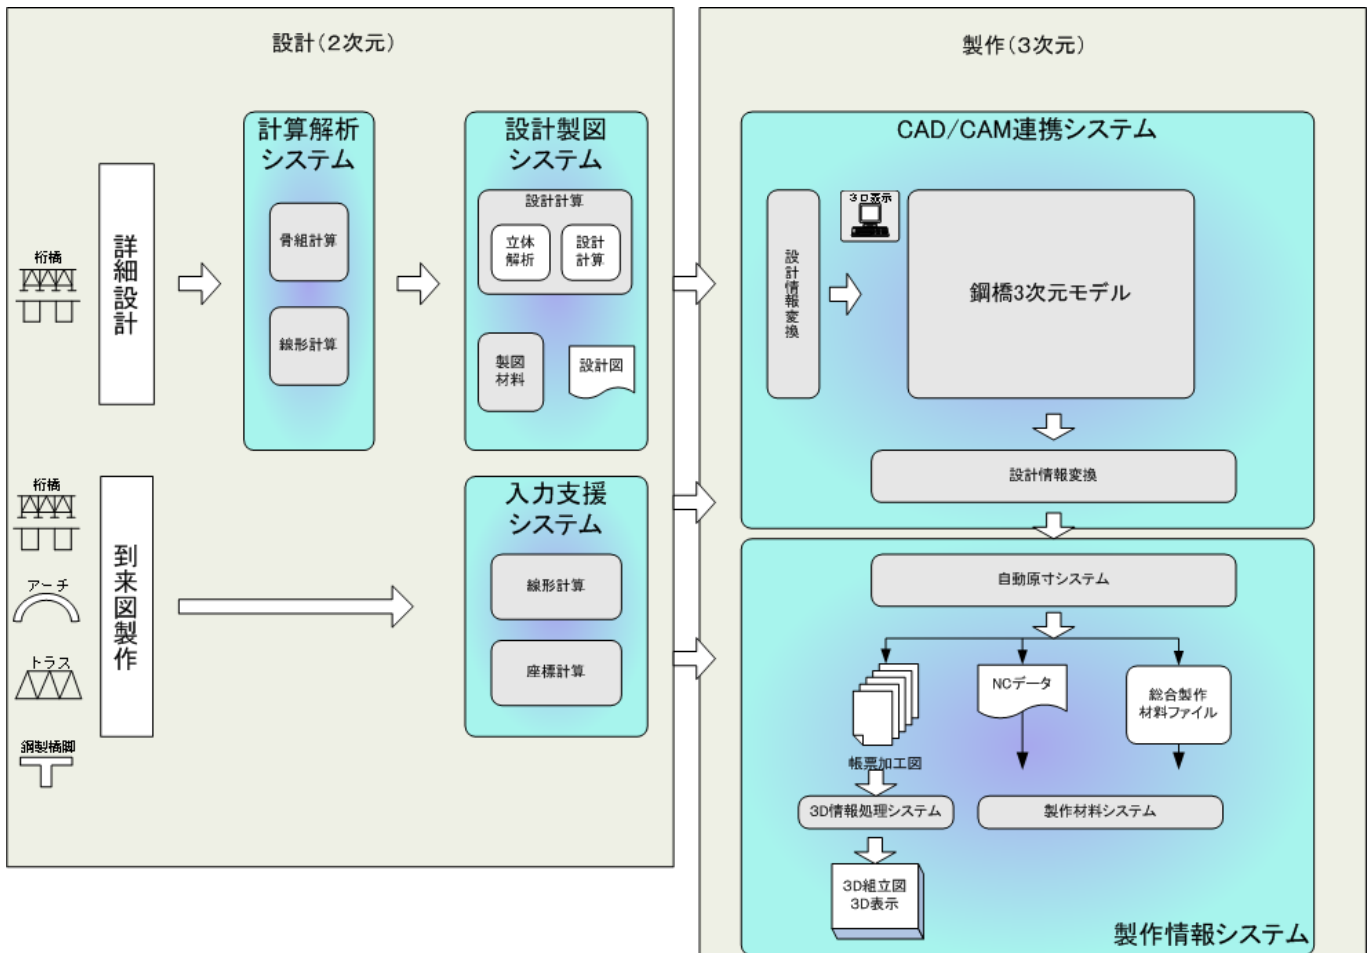 設計（２次元）
計算解析
システム
骨組計算
線形計算
設計製図
システム
設計計算
立体
解析
設計
計算
製図
材料
設計図
桁橋
詳細設計
桁橋
アーチ
トラス
鋼製橋脚
到来図製作
入力支援
システム
線形計算
座標計算
製作（３次元）
CAD/CAM連携システム
設計情報変換
３Ｄ表示
鋼橋3次元モデル
設計情報変換
自動原寸システム
帳票加工図
NCデータ
総合製作
材料ファイル
3D情報処理システム
製作材料システム
3D組立図
3D表示
製作情報システム